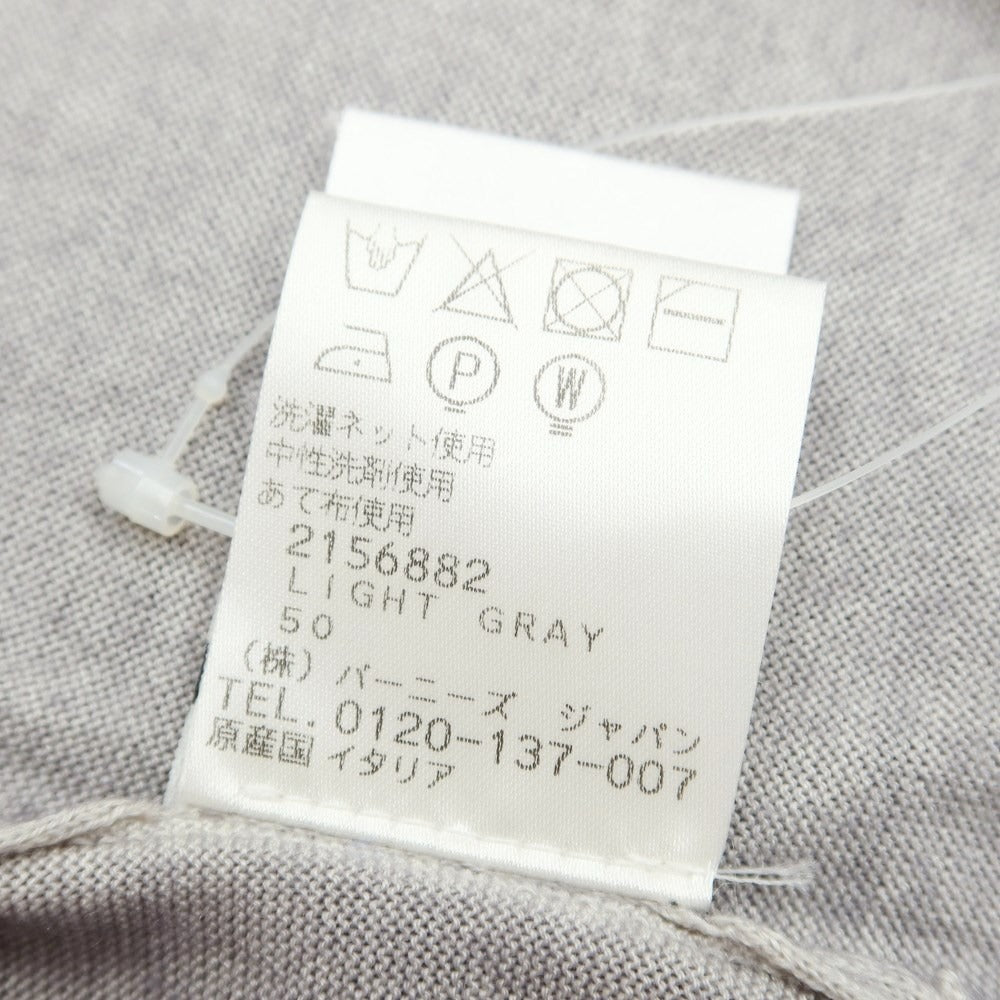 P W
洗濯ネット使用
中性洗剤使用
あて布使用
2156882
LIGHT GRAY
50
(株) バーニーズ ジャパン
TEL. 0120-137-007
原産国 イタリア